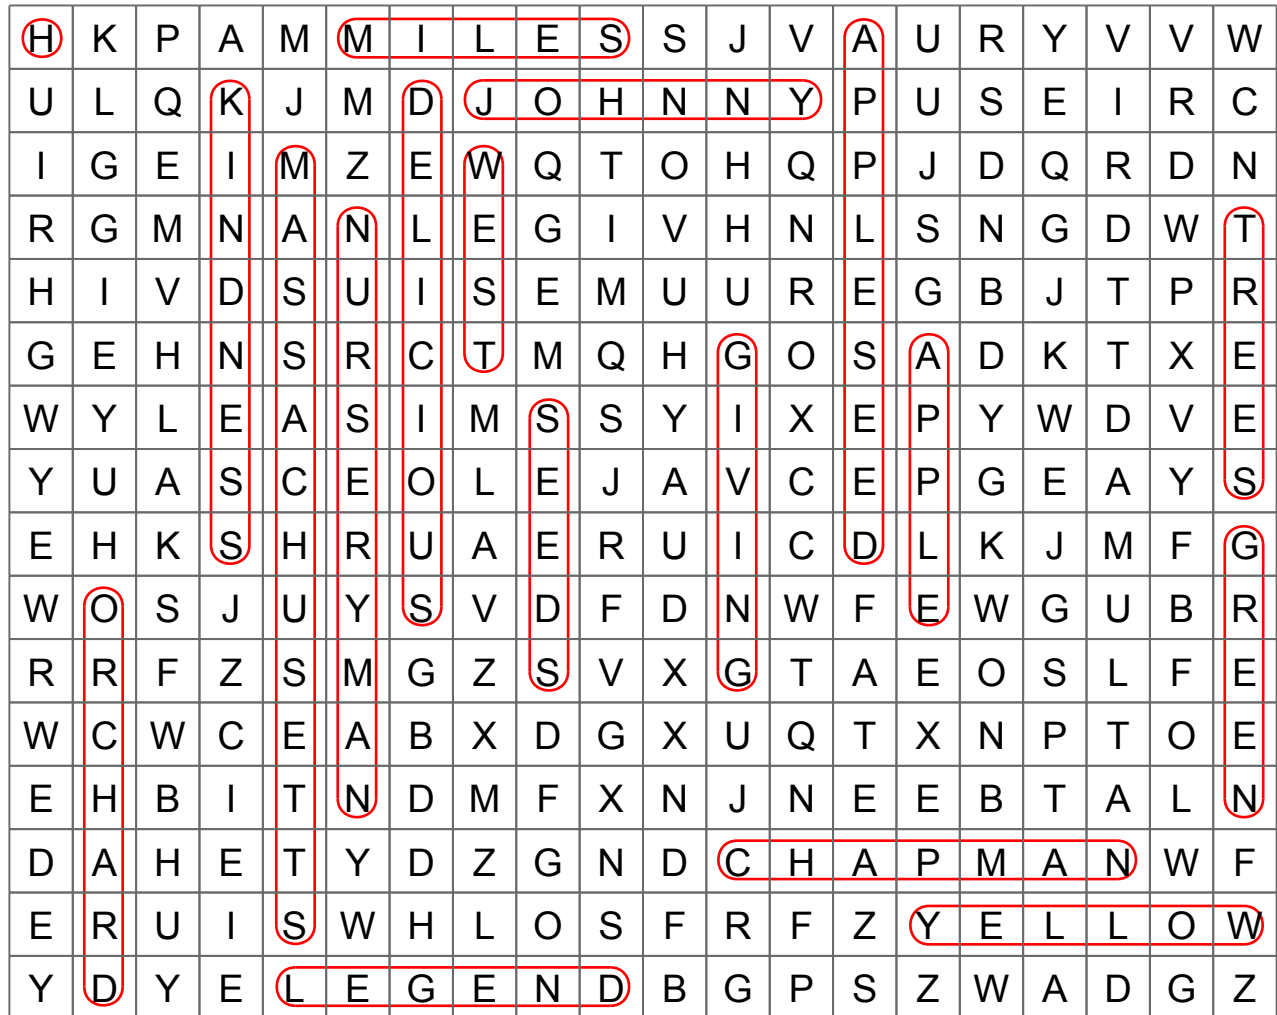 H K P A M M I L E S S J V A U R Y V V W
U L Q K J M D J O H N N Y P U S E I R C
I G E I M Z E W Q T O H Q P J D Q R D N
R G M N A N L E G I V H N L S N G D W T
H I V D S U I S E M U U R E G B J T P R
G E H N S R C T M Q H G O S A D K T X E
W Y L E A S I M S S Y I X E P Y W D V E
Y U A S C E O L E J A V C E P G E A Y S
E H K S H R U A E R U I C D L K J M F G
W O S J U Y S V D F D N W F E W G U B R
R R F Z S M G Z S V X G T A E O S L F E
W C W C E A B X D G X U Q T X N P T O E
E H B I T N D M F X N J N E E B T A L N
D A H E T Y D Z G N D C H A P M A N W F
E R U I S W H L O S F R F Z Y E L L O W
Y D Y E L E G E N D B G P S Z W A D G Z